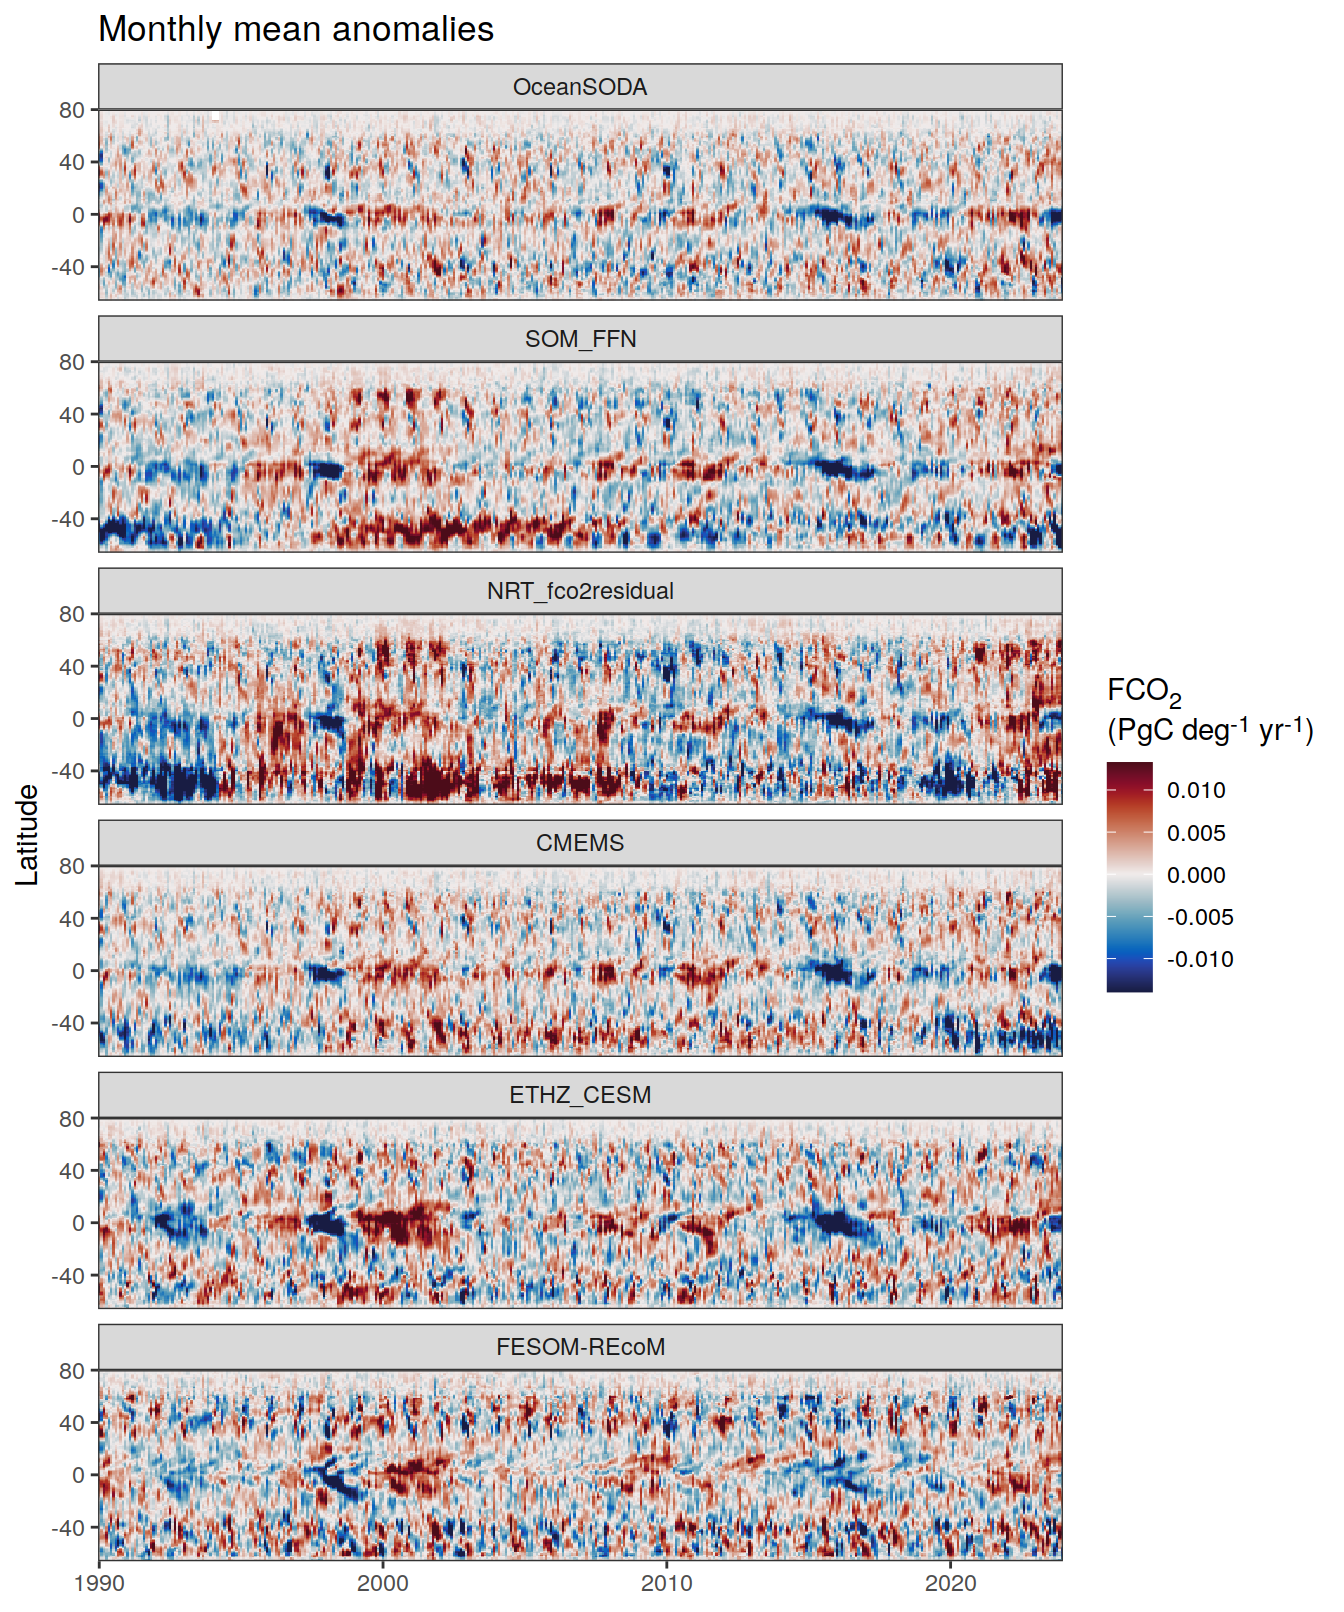 Monthly mean anomalies
OceanSODA
80
40
0
-40
SOM_FFN
80
40
0
-40
NRT_fco2residual
80
40
0
-40
CMEMS
80
40
0
-40
ETHZ_CESM
80
40
0
-40
FESOM-REcoM
80
40
0
-40
1990 2000 2010 2020
Latitude
FCO₂
(PgC deg⁻¹ yr⁻¹)
0.010
0.005
0.000
-0.005
-0.010